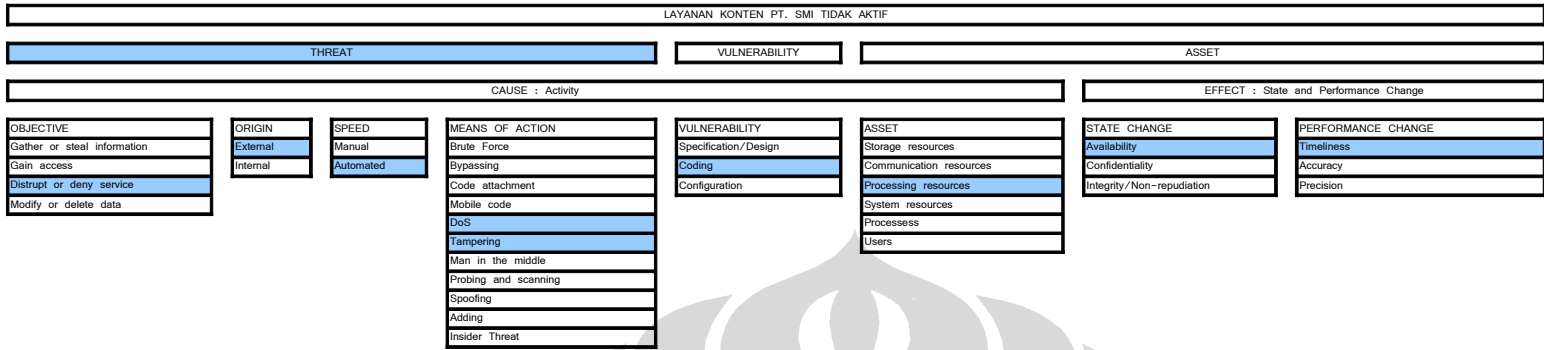 LAYANAN KONTEN PT. SMI TIDAK AKTIF
THREAT
VULNERABILITY
ASSET
CAUSE : Activity
EFFECT : State and Performance Change
OBJECTIVE
Gather or steal information
Gain access
Distrupt or deny service
Modify or delete data
ORIGIN
External
Internal
SPEED
Manual
Automated
MEANS OF ACTION
Brute Force
Bypassing
Code attachment
Mobile code
DoS
Tampering
Man in the middle
Probing and scanning
Spoofing
Adding
Insider Threat
VULNERABILITY
Specification/Design
Coding
Configuration
ASSET
Storage resources
Communication resources
Processing resources
System resources
Processess
Users
STATE CHANGE
Availability
Confidentiality
Integrity/Non-repudiation
PERFORMANCE CHANGE
Timeliness
Accuracy
Precision